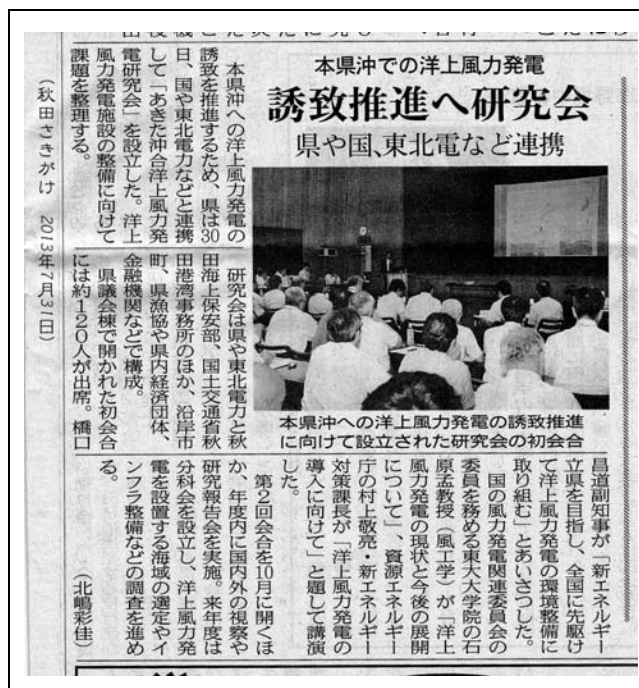 本県沖での洋上風力発電
誘致推進へ研究会
県や国、東北電など連携
本県沖への洋上風力発電の
誘致を推進するため、県は30
日、国や東北電力などと連携
して「あきた沖合洋上風力発
電研究会」を設立した。洋上
風力発電施設の整備に向けて
課題を整理する。
研究会は県や東北電力と秋
田海上保安部、国土交通省秋
田港湾事務所のほか、沿岸市
町、県漁協や県内経済団体、
金融機関などで構成。
県議会棟で開かれた初会合
には約120人が出席。橋口
昌道副知事が「新エネルギー
立県を目指し、全国に先駆け
て洋上風力発電の環境整備に
取り組む」とあいさつした。
国の風力発電関連委員会の
委員を務める東大大学院の石
原孟教授(風工学)が「洋上
風力発電の現状と今後の展開
について」、資源エネルギー
庁の村上敬亮・新エネルギー
対策課長が「洋上風力発電の
導入に向けて」と題して講演
した。
第2回会合を10月に開くほ
か、年度内に国内外の視察や
研究報告会を実施。来年度は
分科会を設立し、洋上風力発
電を設置する海域の選定やイ
ンフラ整備などの調査を進め
る。
(北嶋彩佳)
本県沖への洋上風力発電の誘致推進
に向けて設立された研究会の初会合
(秋田さきがけ 2013年7月31日)